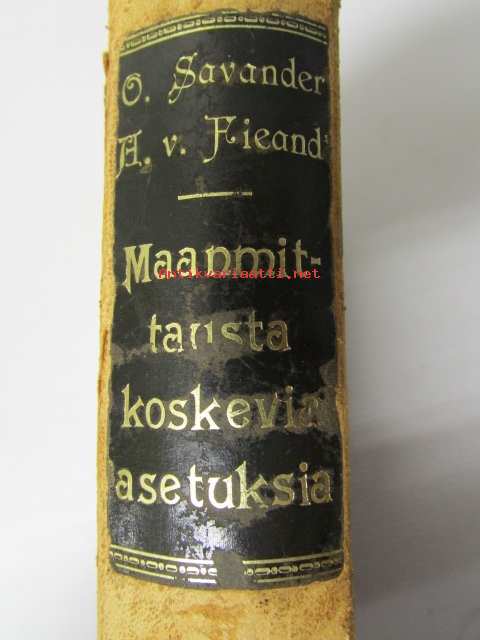 O. Savander
A. v. Fieandt
Maanmit-
Antikvariaatti.net
tausta
koskevia
asetuksia